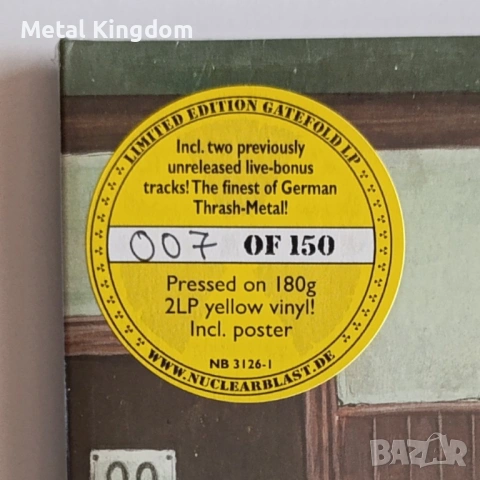 Metal Kingdom
LIMITED EDITION GATEFOLD LP
Incl. two previously
unreleased live-bonus
tracks! The finest of German
Thrash-Metal!
007 OF 150
Pressed on 180g
2LP yellow vinyl!
Incl. poster
NB 3126-1
WWW.NUCLEARBLAST.DE
BAZAR